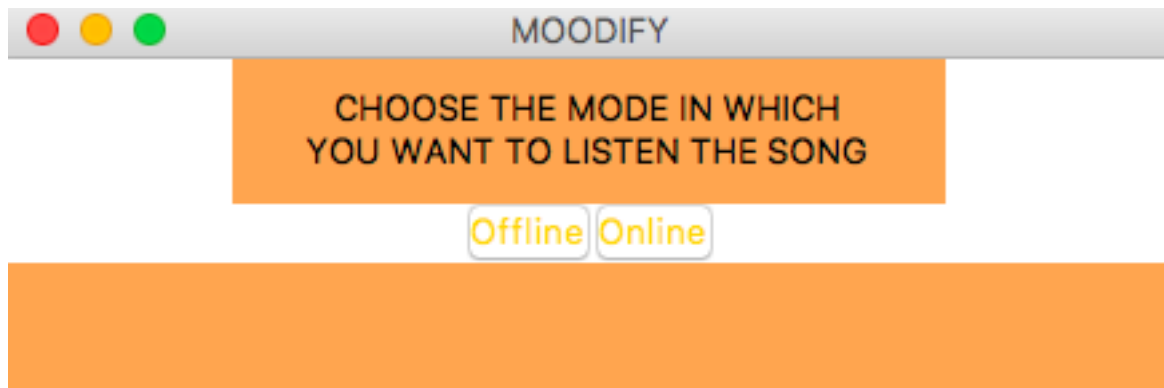 MOODIFY
CHOOSE THE MODE IN WHICH
YOU WANT TO LISTEN THE SONG
Offline Online